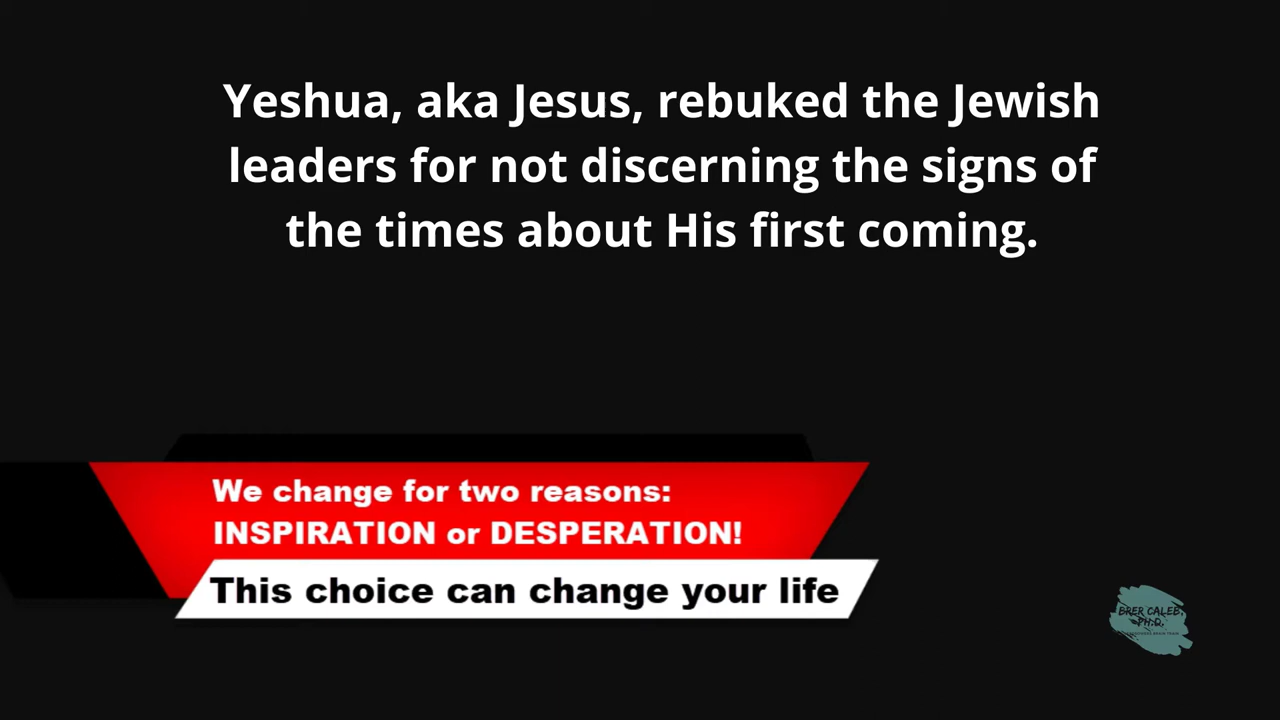 Yeshua, aka Jesus, rebuked the Jewish
leaders for not discerning the signs of
the times about His first coming.
We change for two reasons:
INSPIRATION or DESPERATION!
This choice can change your life
BRER CALEB,
PH.D.